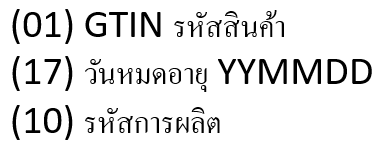 (01) GTIN รหัสสินค้า
(17) วันหมดอายุ YYMMDD
(10) รหัสการผลิต